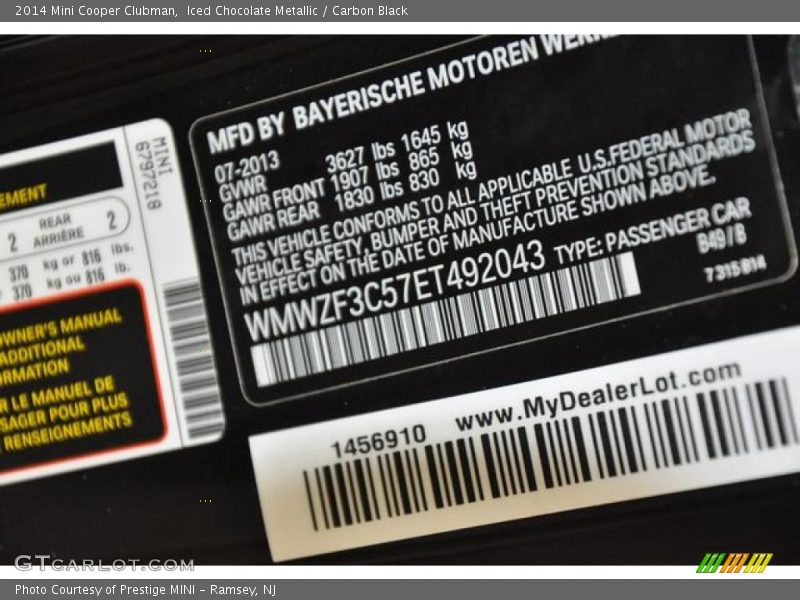 2014 Mini Cooper Clubman,  Iced Chocolate Metallic / Carbon Black
MFD BY BAYERISCHE MOTOREN
07-2013
GVWR 3627 lbs 1645 kg
GAWR FRONT 1907 lbs 865 kg
GAWR REAR 1830 lbs 830 kg
THIS VEHICLE CONFORMS TO ALL APPLICABLE U.S.FEDERAL MOTOR
VEHICLE SAFETY, BUMPER AND THEFT PREVENTION STANDARDS
IN EFFECT ON THE DATE OF MANUFACTURE SHOWN ABOVE.
WMWZF3C57ET492043 TYPE: PASSENGER CAR
B49/8
7 315 814
MINI
6797218
EMENT
2 REAR 2
ARRIÈRE
370 kg or 816 lbs.
370 kg ou 816 lb.
OWNER'S MANUAL
ADDITIONAL
RMATION
R LE MANUEL DE
SAGER POUR PLUS
RENSEIGNEMENTS
1456910 www.MyDealerLot.com
GTCARLOT.COM
Photo Courtesy of Prestige MINI - Ramsey, NJ